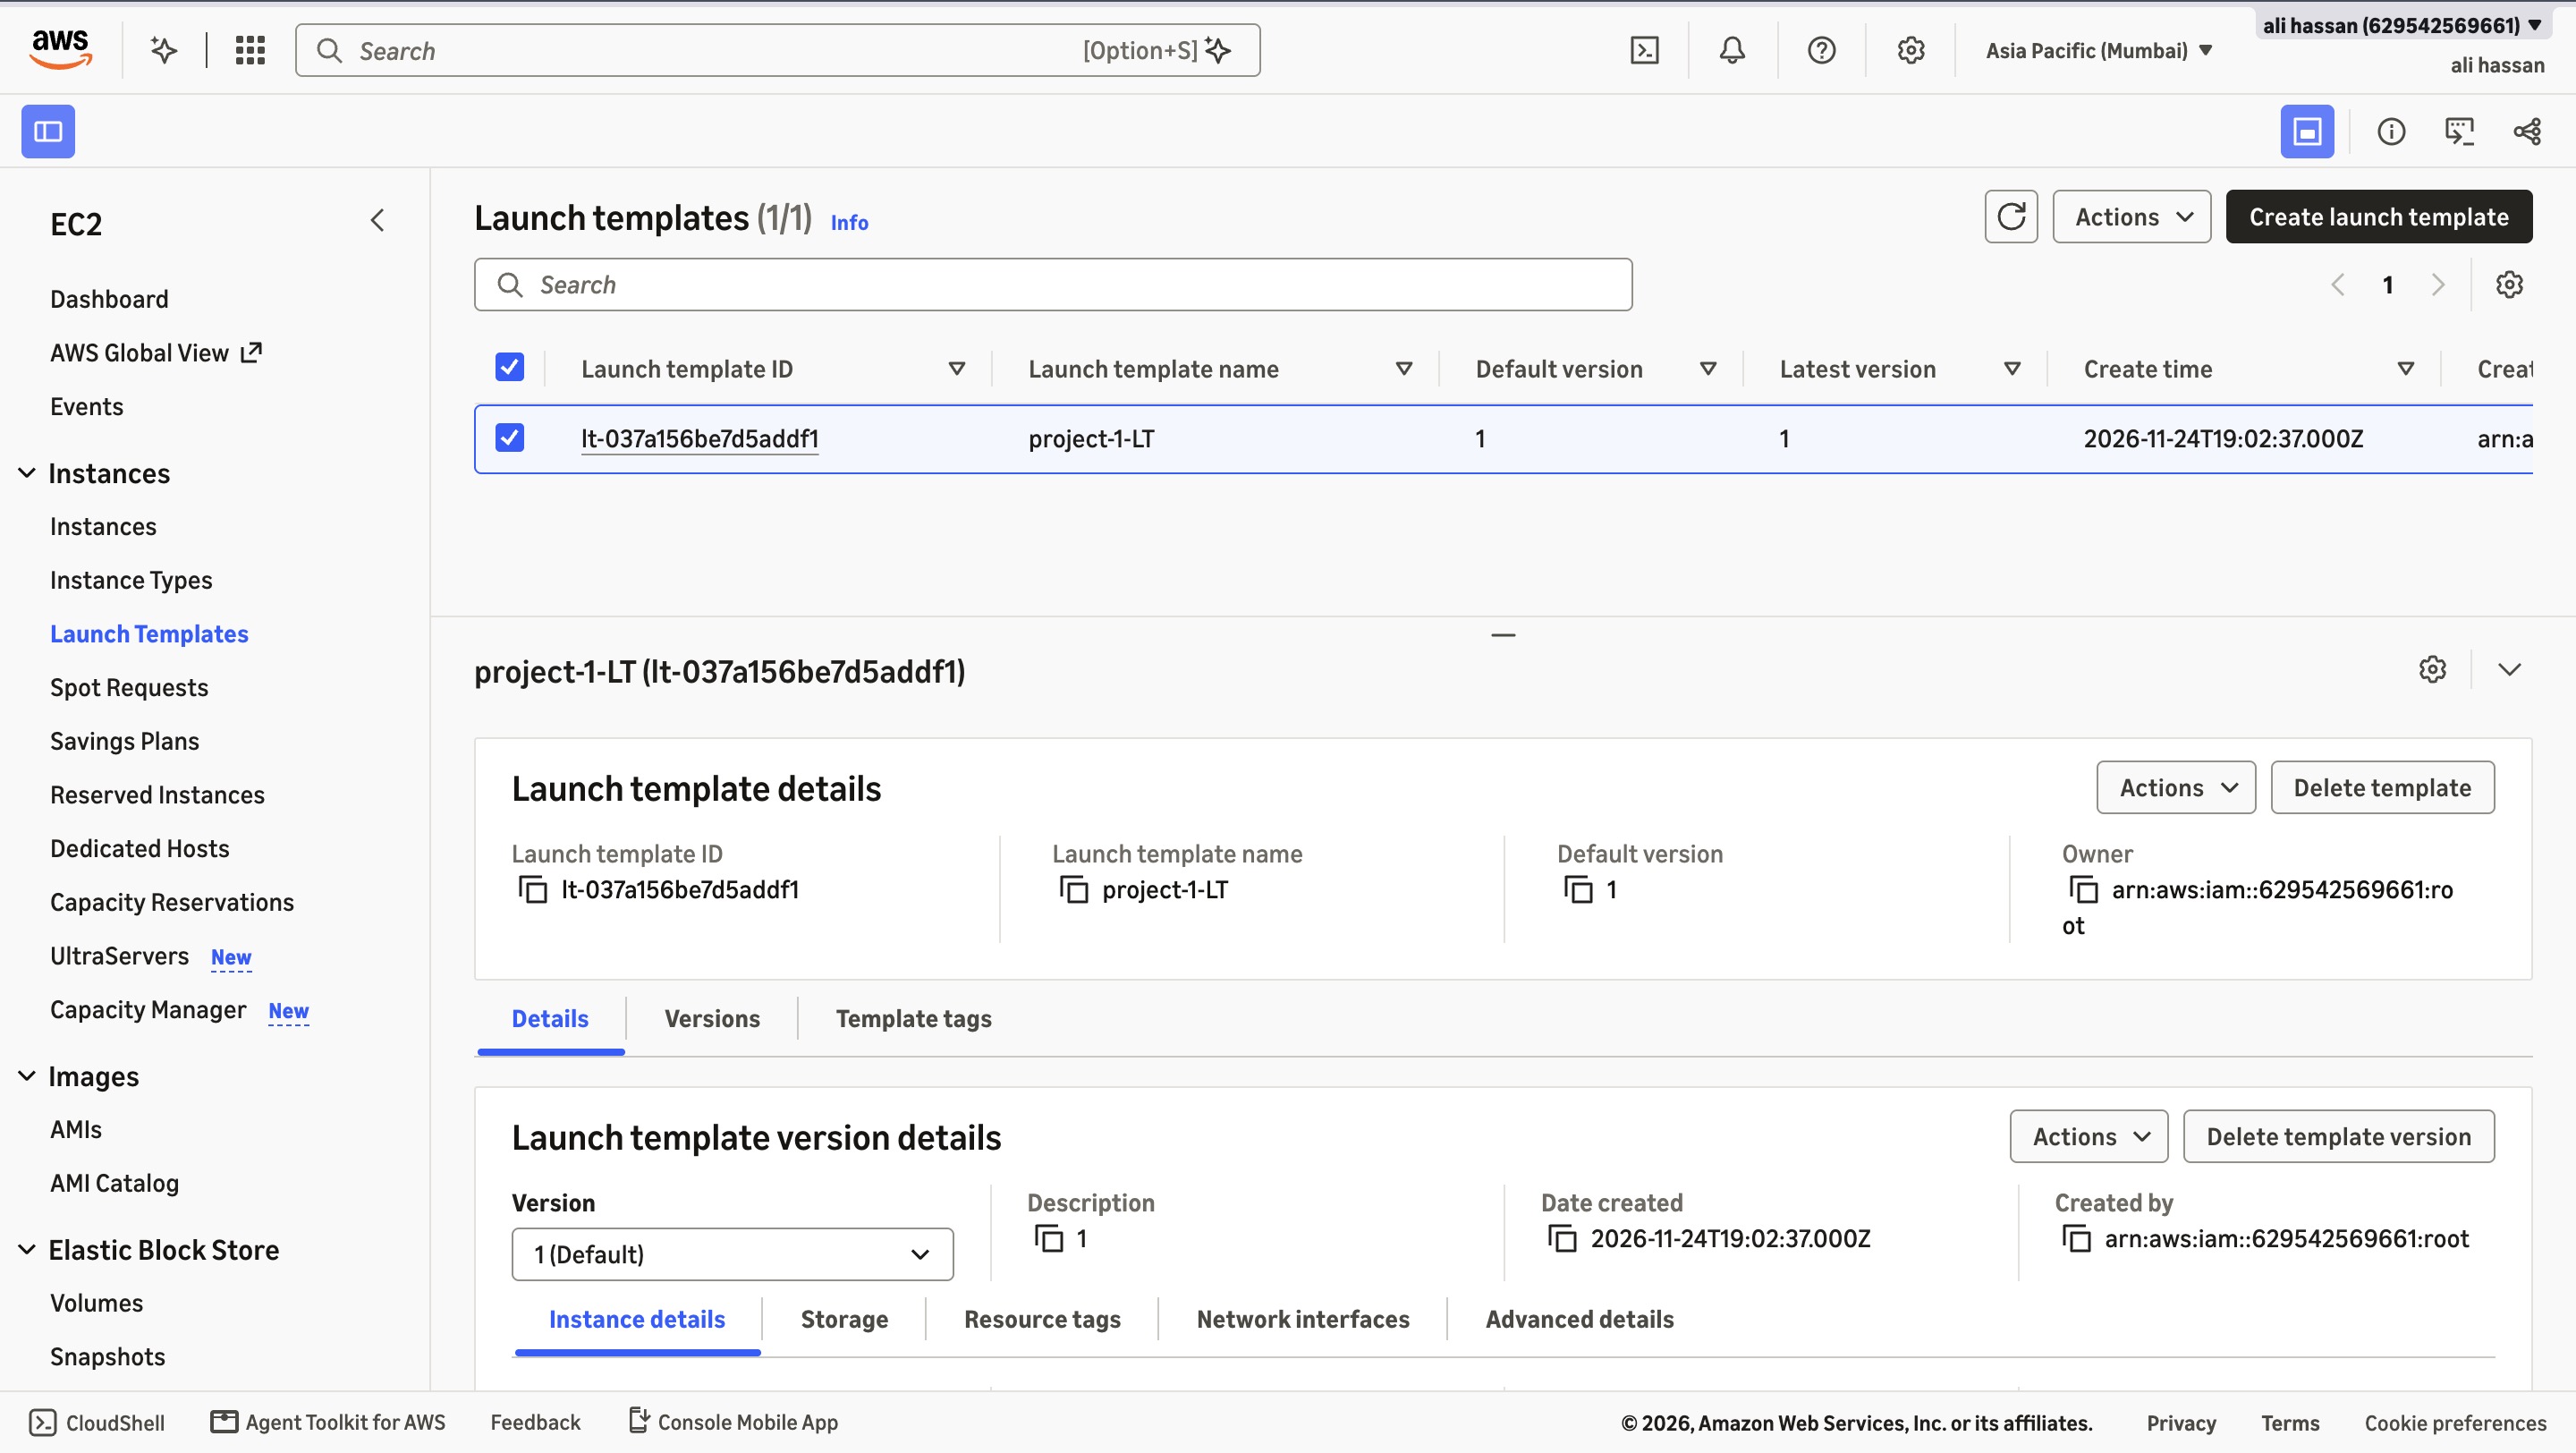 aws
Search [Option+S]
Asia Pacific (Mumbai)
ali hassan (629542569661)
ali hassan
EC2
Dashboard
AWS Global View
Events
Instances
Instances
Instance Types
Launch Templates
Spot Requests
Savings Plans
Reserved Instances
Dedicated Hosts
Capacity Reservations
UltraServers New
Capacity Manager New
Images
AMIs
AMI Catalog
Elastic Block Store
Volumes
Snapshots
Launch templates (1/1) Info
Actions
Create launch template
Search
1
Launch template ID Launch template name Default version Latest version Create time Creat
lt-037a156be7d5addf1 project-1-LT 1 1 2026-11-24T19:02:37.000Z arn:a
project-1-LT (lt-037a156be7d5addf1)
Launch template details
Actions
Delete template
Launch template ID
lt-037a156be7d5addf1
Launch template name
project-1-LT
Default version
1
Owner
arn:aws:iam::629542569661:ro
ot
Details Versions Template tags
Launch template version details
Actions
Delete template version
Version
1 (Default)
Description
1
Date created
2026-11-24T19:02:37.000Z
Created by
arn:aws:iam::629542569661:root
Instance details Storage Resource tags Network interfaces Advanced details
CloudShell Agent Toolkit for AWS Feedback Console Mobile App
© 2026, Amazon Web Services, Inc. or its affiliates. Privacy Terms Cookie preferences